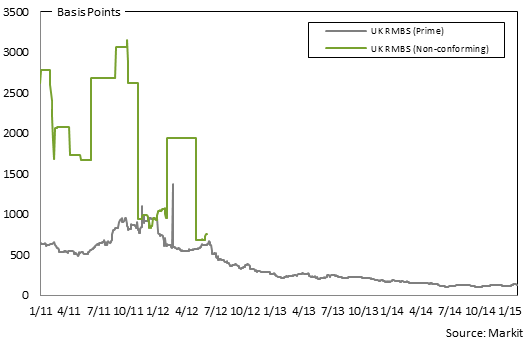 Basis Points
3500
3000
2500
2000
1500
1000
500
0
UK RMBS (Prime)
UK RMBS (Non-conforming)
1/11 4/11 7/11 10/11 1/12 4/12 7/12 10/12 1/13 4/13 7/13 10/13 1/14 4/14 7/14 10/14 1/15
Source: Markit